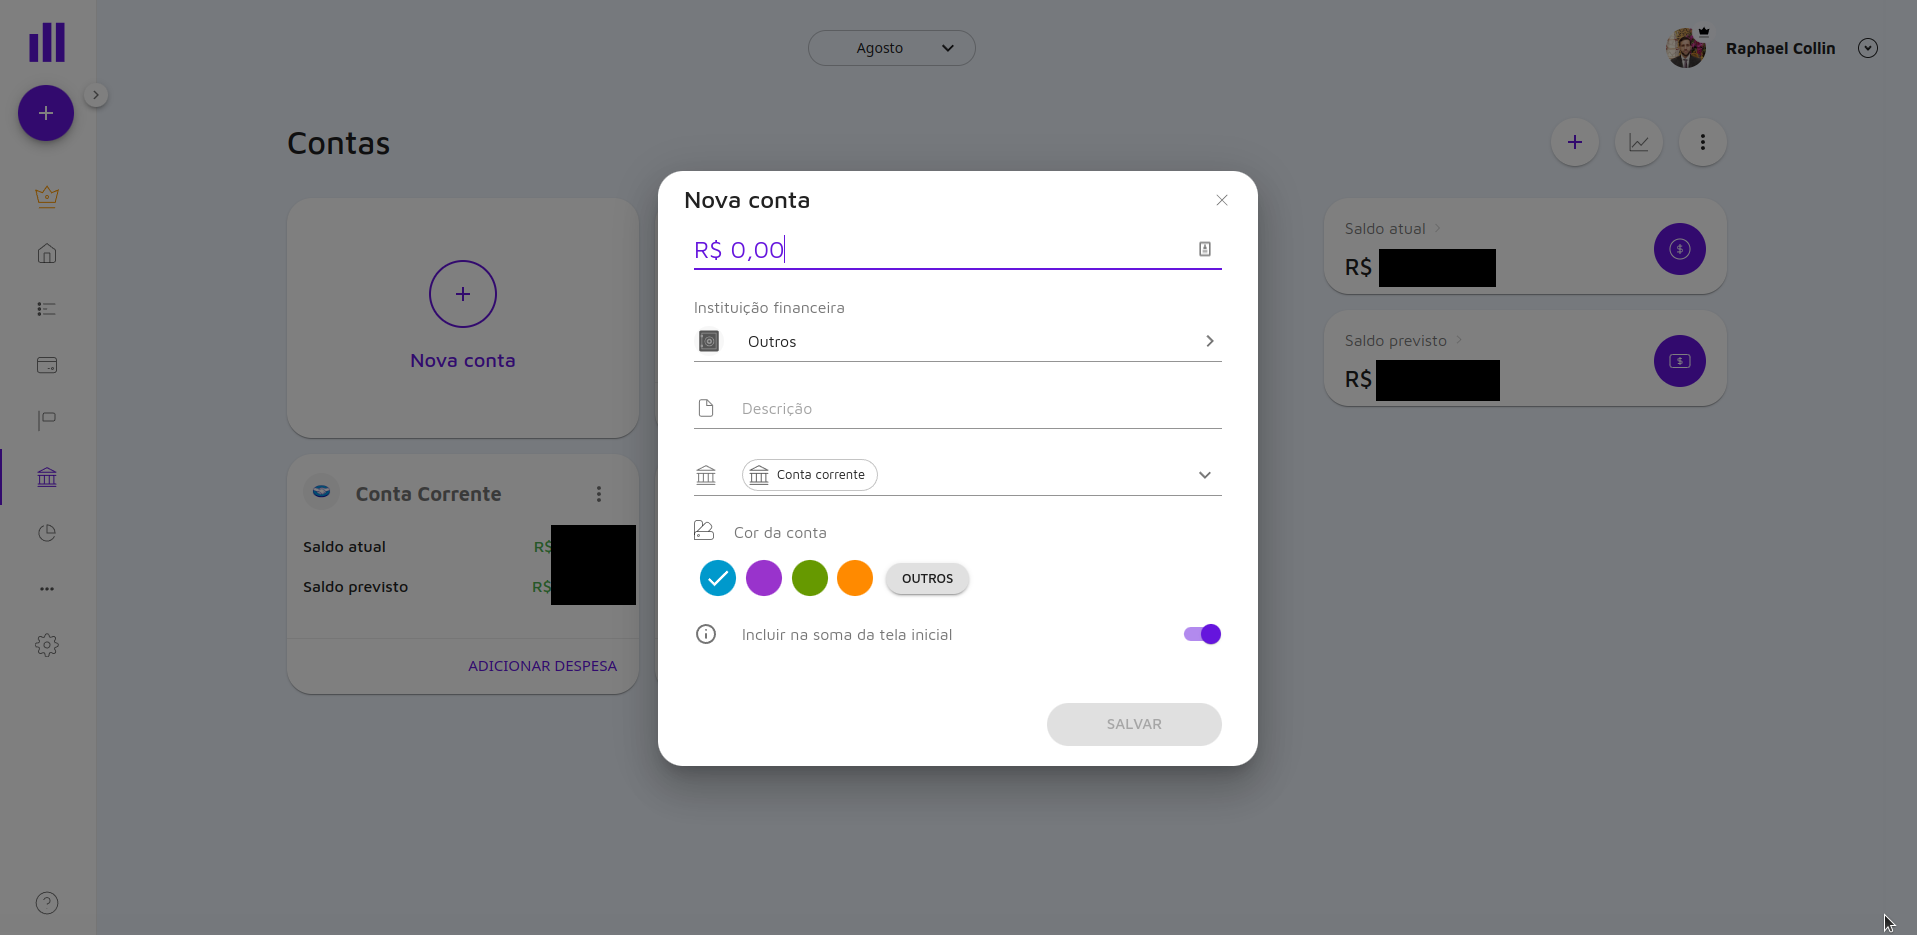 Agosto
Raphael Collin
Contas
Nova conta
Conta Corrente
Saldo atual
R$
Saldo previsto
R$
ADICIONAR DESPESA
Nova conta
R$ 0,00
Instituição financeira
Outros
Descrição
Conta corrente
Cor da conta
OUTROS
Incluir na soma da tela inicial
SALVAR
Saldo atual
R$
Saldo previsto
R$